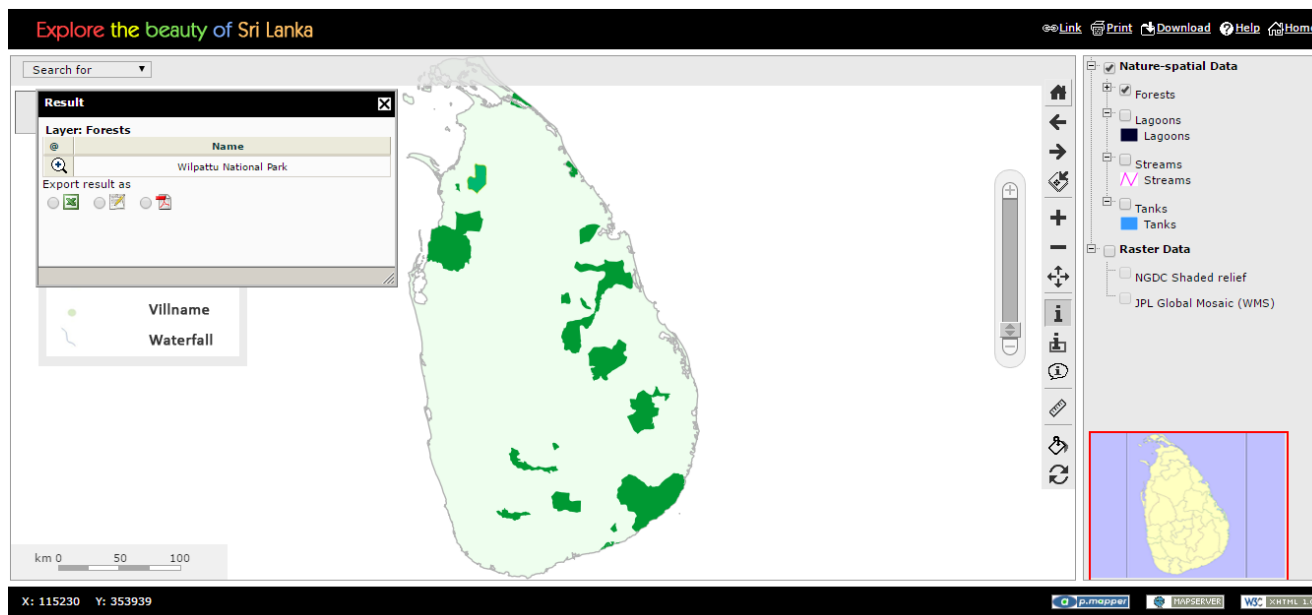 Explore the beauty of Sri Lanka
Link Print Download Help Home
Search for
Result
Layer: Forests
@ Name
Wilpattu National Park
Export result as
Villname
Waterfall
km 0 50 100
Nature-spatial Data
Forests
Lagoons
Lagoons
Streams
Streams
Tanks
Tanks
Raster Data
NGDC Shaded relief
JPL Global Mosaic (WMS)
X: 115230 Y: 353939
p.mapper MAPSERVER W3C XHTML 1.